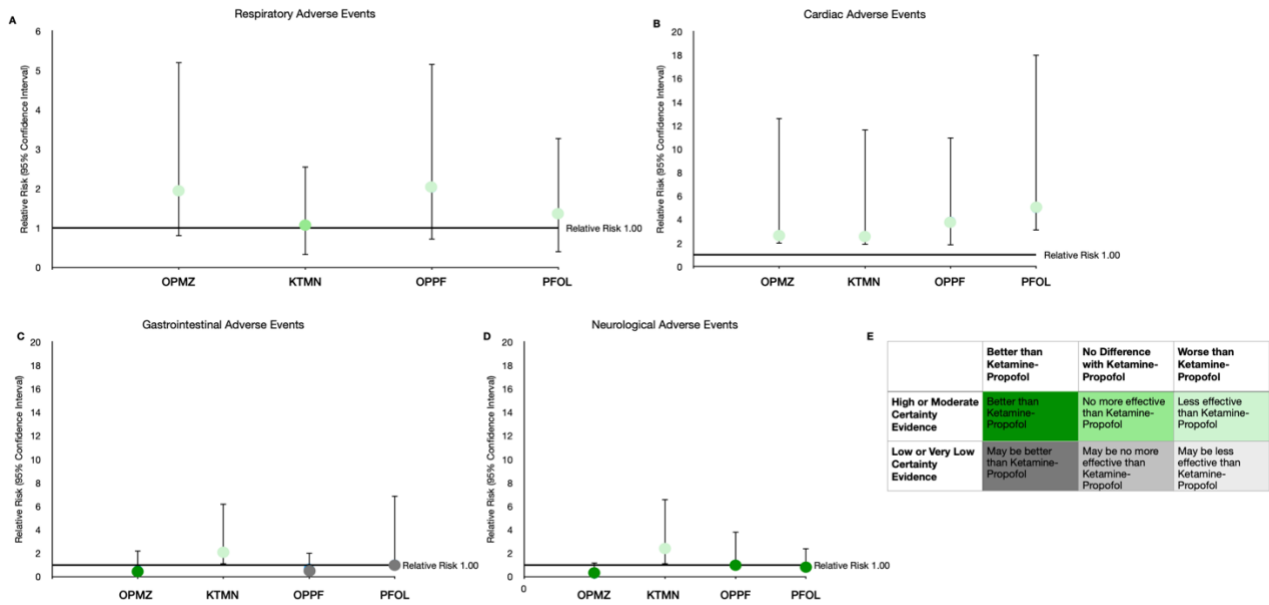 A
Respiratory Adverse Events
Relative Risk (95% Confidence Interval)
6
5
4
3
2
1
0
Relative Risk 1.00
OPMZ KTMN OPPF PFOL
B
Cardiac Adverse Events
Relative Risk (95% Confidence Interval)
20
18
16
14
12
10
8
6
4
2
0
Relative Risk 1.00
OPMZ KTMN OPPF PFOL
C
Gastrointestinal Adverse Events
Relative Risk (95% Confidence Interval)
20
18
16
14
12
10
8
6
4
2
0
Relative Risk 1.00
OPMZ KTMN OPPF PFOL
D
Neurological Adverse Events
Relative Risk (95% Confidence Interval)
20
18
16
14
12
10
8
6
4
2
0
Relative Risk 1.00
0
OPMZ KTMN OPPF PFOL
E
Better than
Ketamine-
Propofol
No Difference
with Ketamine-
Propofol
Worse than
Ketamine-
Propofol
High or Moderate
Certainty
Evidence
Better than
Ketamine-
Propofol
No more effective
than Ketamine-
Propofol
Less effective
than Ketamine-
Propofol
Low or Very Low
Certainty
Evidence
May be better
than Ketamine-
Propofol
May be no more
effective than
Ketamine-
Propofol
May be less
effective than
Ketamine-
Propofol